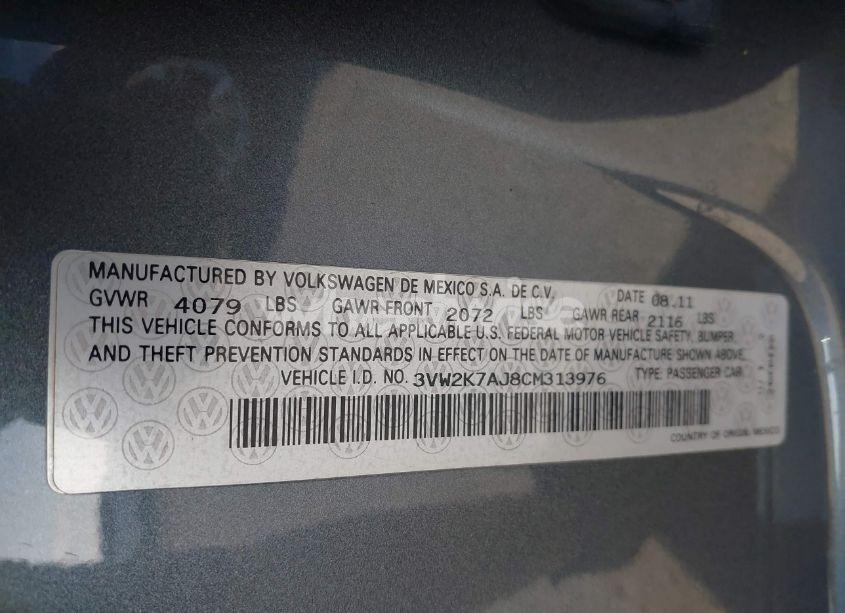 MANUFACTURED BY VOLKSWAGEN DE MEXICO S.A. DE C.V. DATE 08.11
GVWR 4079 LBS GAWR FRONT 2072 LBS GAWR REAR 2116 LBS
THIS VEHICLE CONFORMS TO ALL APPLICABLE U.S. FEDERAL MOTOR VEHICLE SAFETY, BUMPER,
AND THEFT PREVENTION STANDARDS IN EFFECT ON THE DATE OF MANUFACTURE SHOWN ABOVE.
VEHICLE I.D. NO. 3VW2K7AJ8CM313976 TYPE: PASSENGER CAR
COUNTRY OF ORIGIN: MEXICO